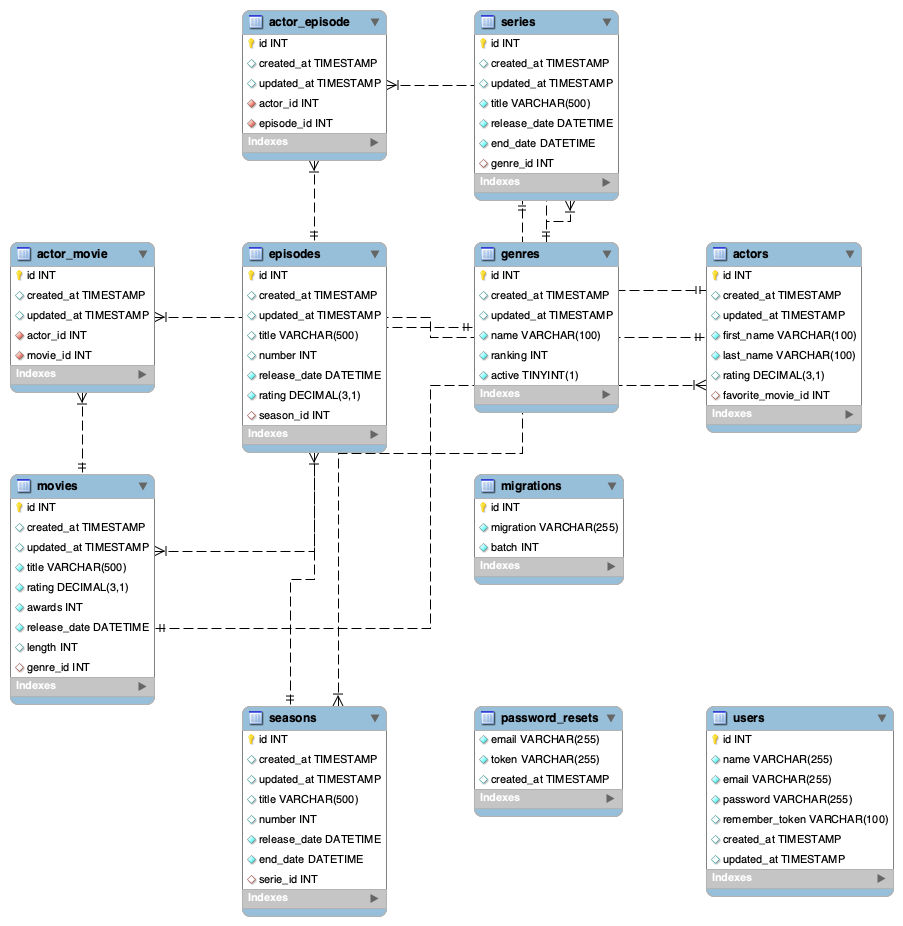 actor_episode
id INT
created_at TIMESTAMP
updated_at TIMESTAMP
actor_id INT
episode_id INT
Indexes
series
id INT
created_at TIMESTAMP
updated_at TIMESTAMP
title VARCHAR(500)
release_date DATETIME
end_date DATETIME
genre_id INT
Indexes
actor_movie
id INT
created_at TIMESTAMP
updated_at TIMESTAMP
actor_id INT
movie_id INT
Indexes
episodes
id INT
created_at TIMESTAMP
updated_at TIMESTAMP
title VARCHAR(500)
number INT
release_date DATETIME
rating DECIMAL(3,1)
season_id INT
Indexes
genres
id INT
created_at TIMESTAMP
updated_at TIMESTAMP
name VARCHAR(100)
ranking INT
active TINYINT(1)
Indexes
actors
id INT
created_at TIMESTAMP
updated_at TIMESTAMP
first_name VARCHAR(100)
last_name VARCHAR(100)
rating DECIMAL(3,1)
favorite_movie_id INT
Indexes
movies
id INT
created_at TIMESTAMP
updated_at TIMESTAMP
title VARCHAR(500)
rating DECIMAL(3,1)
awards INT
release_date DATETIME
length INT
genre_id INT
Indexes
migrations
id INT
migration VARCHAR(255)
batch INT
Indexes
seasons
id INT
created_at TIMESTAMP
updated_at TIMESTAMP
title VARCHAR(500)
number INT
release_date DATETIME
end_date DATETIME
serie_id INT
Indexes
password_resets
email VARCHAR(255)
token VARCHAR(255)
created_at TIMESTAMP
Indexes
users
id INT
name VARCHAR(255)
email VARCHAR(255)
password VARCHAR(255)
remember_token VARCHAR(100)
created_at TIMESTAMP
updated_at TIMESTAMP
Indexes